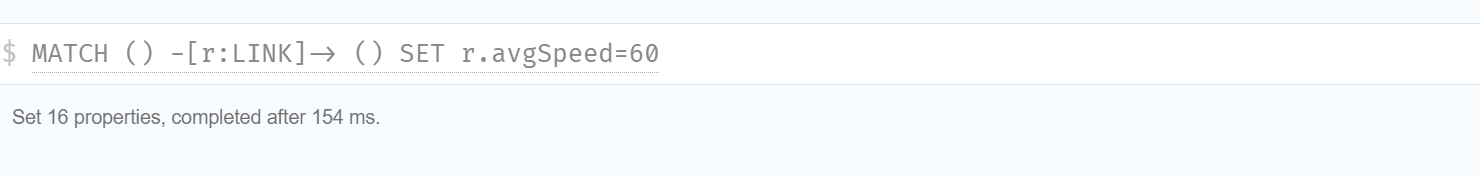 $ MATCH () -[r:LINK]-> () SET r.avgSpeed=60
Set 16 properties, completed after 154 ms.